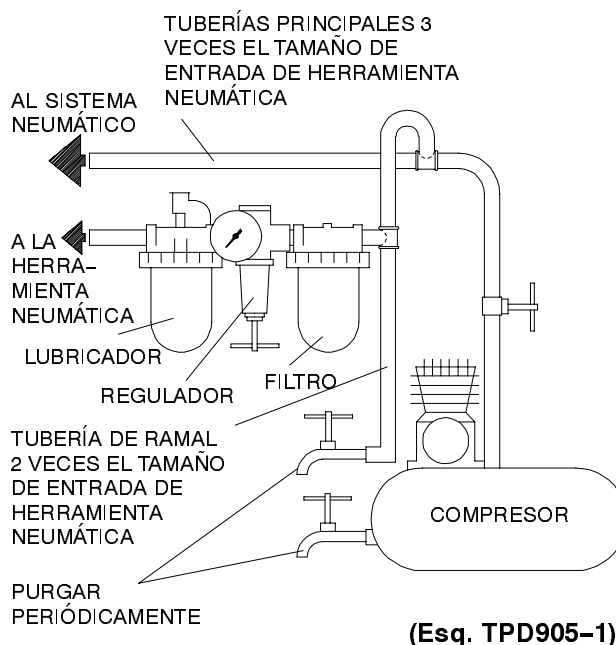 TUBERÍAS PRINCIPALES 3
VECES EL TAMAÑO DE
ENTRADA DE HERRAMIENTA
NEUMÁTICA
AL SISTEMA
NEUMÁTICO
A LA
HERRA–
MIENTA
NEUMÁTICA
LUBRICADOR
REGULADOR
FILTRO
TUBERÍA DE RAMAL
2 VECES EL TAMAÑO
DE ENTRADA DE
HERRAMIENTA
NEUMÁTICA
COMPRESOR
PURGAR
PERIÓDICAMENTE
(Esq. TPD905–1)